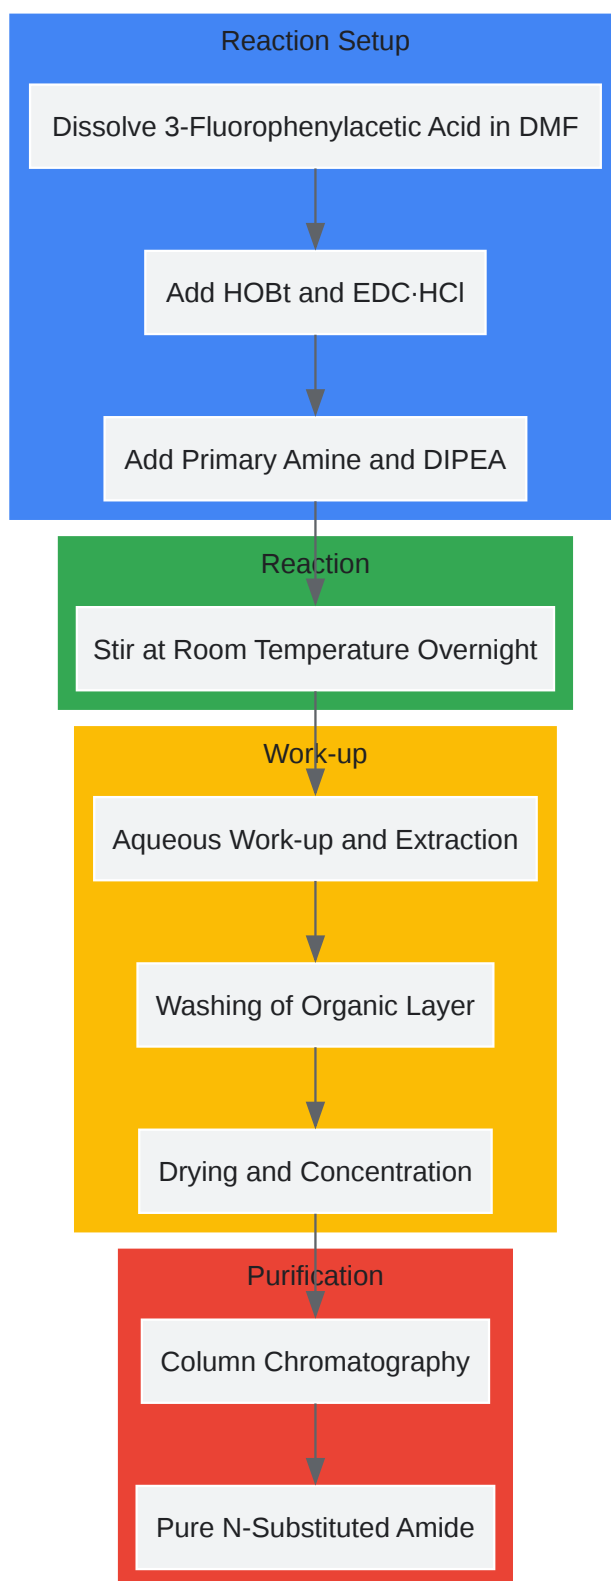 Reaction Setup
Dissolve 3-Fluorophenylacetic Acid in DMF
Add HOBt and EDC·HCl
Add Primary Amine and DIPEA
Reaction
Stir at Room Temperature Overnight
Work-up
Aqueous Work-up and Extraction
Washing of Organic Layer
Drying and Concentration
Purification
Column Chromatography
Pure N-Substituted Amide